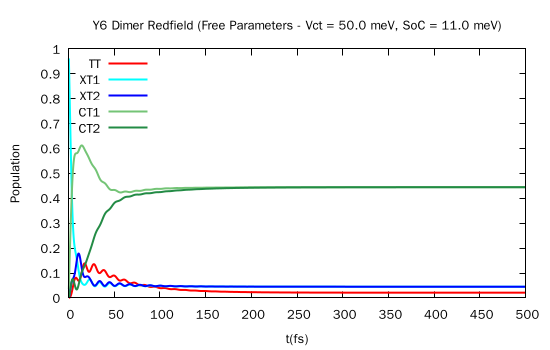 Y6 Dimer Redfield (Free Parameters - Vct = 50.0 meV, SoC = 11.0 meV)
1
0.9
0.8
0.7
0.6
0.5
0.4
0.3
0.2
0.1
0
Population
TT
XT1
XT2
CT1
CT2
0 50 100 150 200 250 300 350 400 450 500
t(fs)